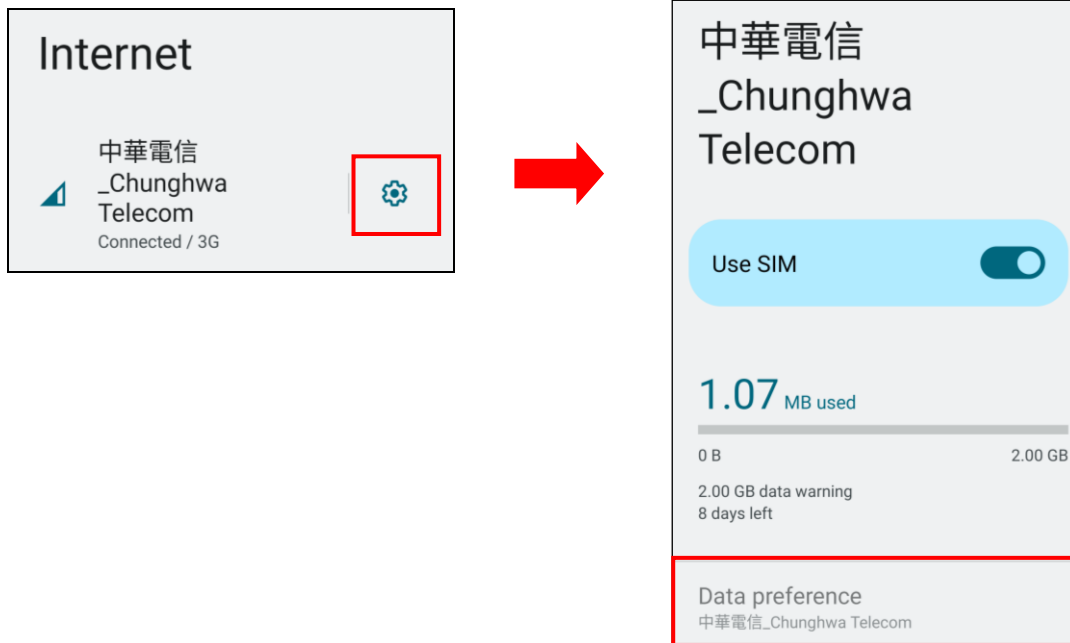 Internet
中華電信
_Chunghwa
Telecom
Connected / 3G
中華電信
_Chunghwa
Telecom
Use SIM
1.07 MB used
0 B 2.00 GB
2.00 GB data warning
8 days left
Data preference
中華電信_Chunghwa Telecom